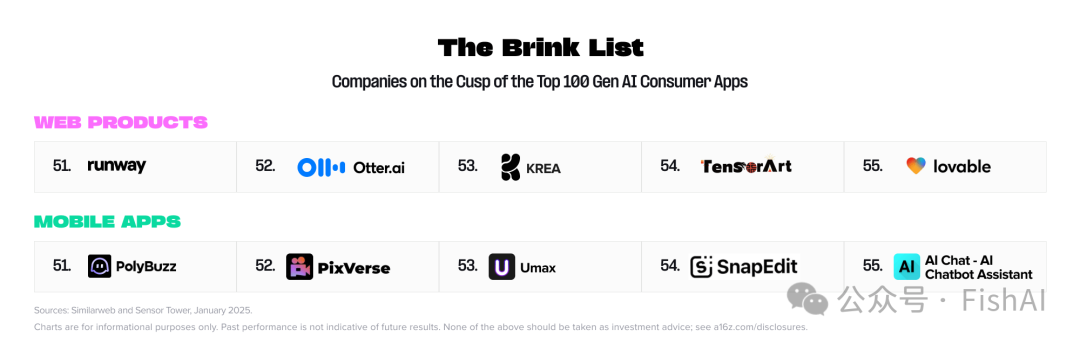 The Brink List
Companies on the Cusp of the Top 100 Gen AI Consumer Apps
WEB PRODUCTS
51. runway
52. Otter.ai
53. KREA
54. TensorArt
55. lovable
MOBILE APPS
51. PolyBuzz
52. PixVerse
53. U Umax
54. S SnapEdit
55. AI AI Chat - AI
Chatbot Assistant
公众号 · FishAI
Sources: Similarweb and Sensor Tower, January 2025.
Charts are for informational purposes only. Past performance is not indicative of future results. None of the above should be taken as investment advice; see a16z.com/disclosures.